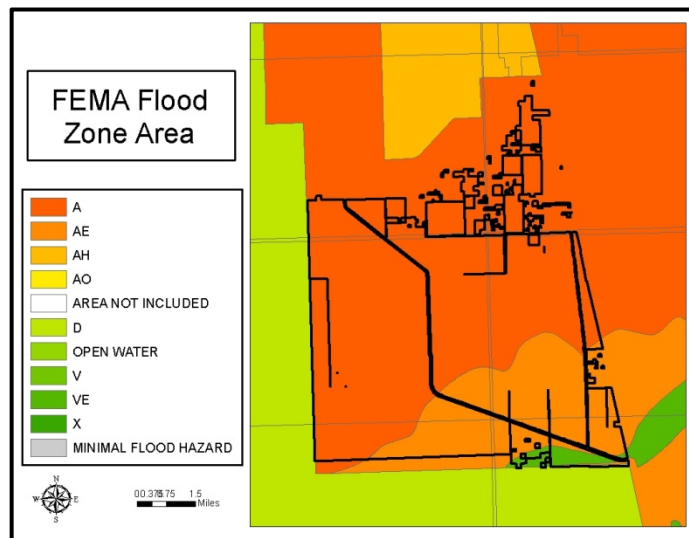 FEMA Flood
Zone Area
A
AE
AH
AO
AREA NOT INCLUDED
D
OPEN WATER
V
VE
X
MINIMAL FLOOD HAZARD
N
W E
S
1.5
Miles